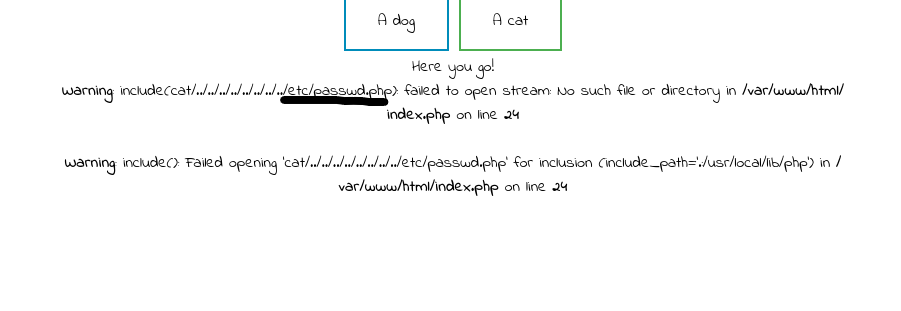 A dog A cat
Here you go!
Warning: include(cat/../../../../../../../../etc/passwd.php): failed to open stream: No such file or directory in /var/www/html/
index.php on line 24
Warning: include(): Failed opening 'cat/../../../../../../../../etc/passwd.php' for inclusion (include_path='.:/usr/local/lib/php') in /
var/www/html/index.php on line 24